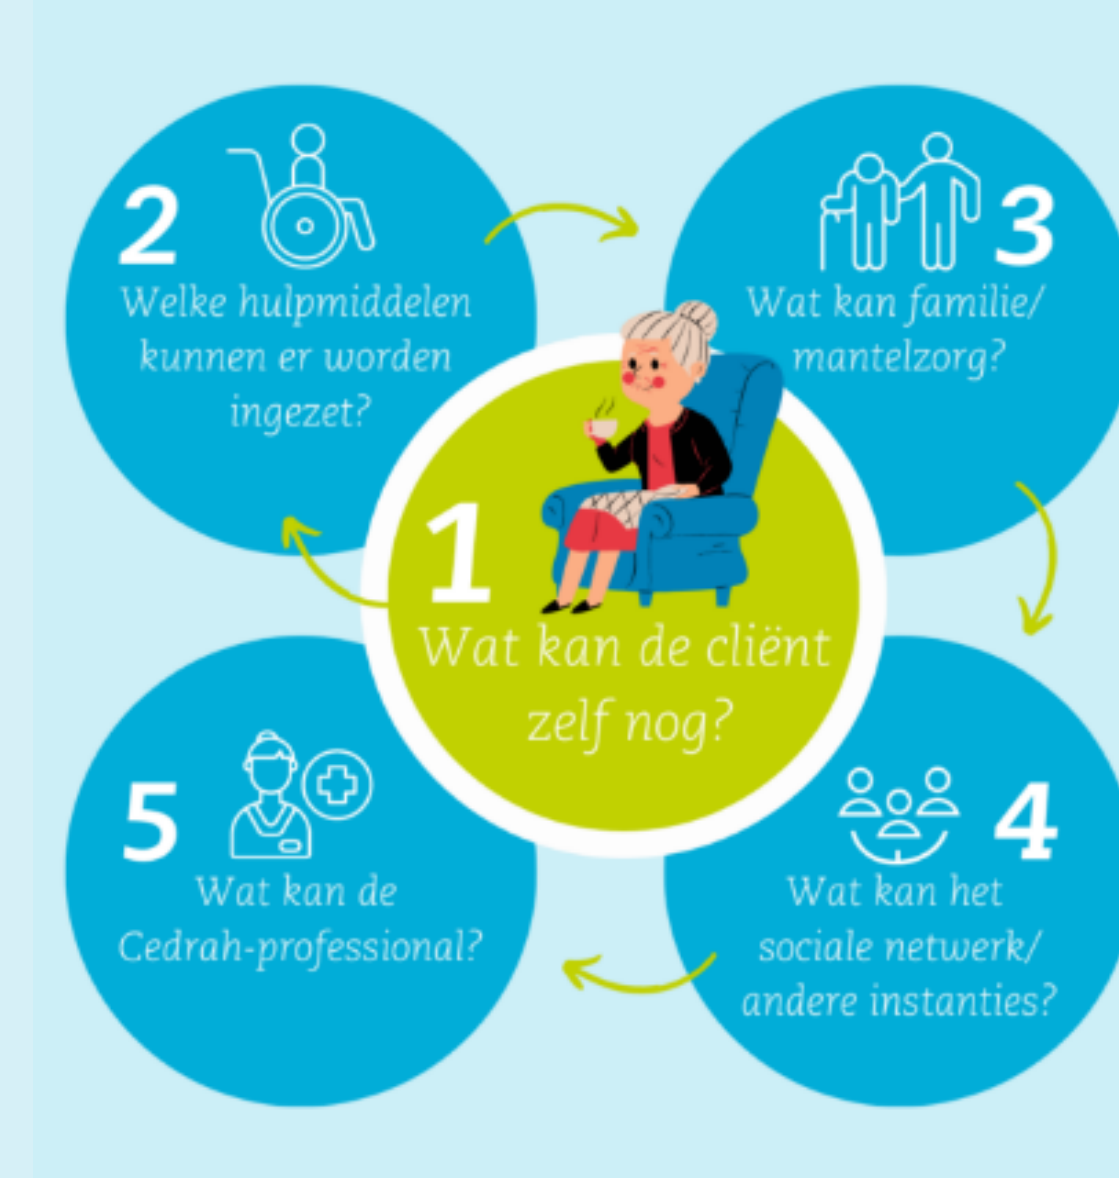 1
Wat kan de cliënt
zelf nog?
2
Welke hulpmiddelen
kunnen er worden
ingezet?
3
Wat kan familie/
mantelzorg?
4
Wat kan het
sociale netwerk/
andere instanties?
5
Wat kan de
Cedrah-professional?